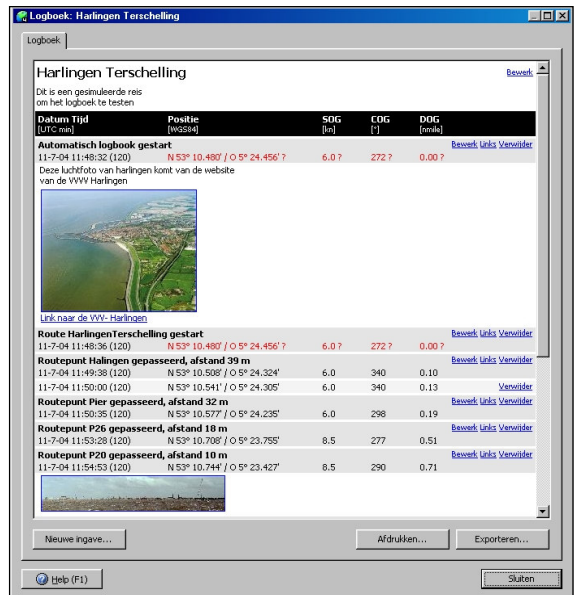 Logboek: Harlingen Terschelling
Logboek
Harlingen Terschelling Bewerk
Dit is een gesimuleerde reis
om het logboek te testen
Datum Tijd Positie SOG COG DOG
[UTC min] [WGS84] [kn] [°] [nmile]
Automatisch logbook gestart Bewerk Links Verwijder
11-7-04 11:48:32 (120) N 53° 10.480' / O 5° 24.456' ? 6.0 ? 272 ? 0.00 ?
Deze luchtfoto van harlingen komt van de website
van de VVVV Harlingen
Link naar de VVV- Harlingen
Route HarlingenTerschelling gestart Bewerk Links Verwijder
11-7-04 11:48:36 (120) N 53° 10.480' / O 5° 24.456' ? 6.0 ? 272 ? 0.00 ?
Routepunt Halingen gepasseerd, afstand 39 m Bewerk Links Verwijder
11-7-04 11:49:38 (120) N 53° 10.508' / O 5° 24.324' 6.0 340 0.10
11-7-04 11:50:00 (120) N 53° 10.541' / O 5° 24.305' 6.0 340 0.13 Verwijder
Routepunt Pier gepasseerd, afstand 32 m Bewerk Links Verwijder
11-7-04 11:50:35 (120) N 53° 10.577' / O 5° 24.235' 6.0 298 0.19
Routepunt P26 gepasseerd, afstand 18 m Bewerk Links Verwijder
11-7-04 11:53:28 (120) N 53° 10.708' / O 5° 23.755' 8.5 277 0.51
Routepunt P20 gepasseerd, afstand 10 m Bewerk Links Verwijder
11-7-04 11:54:53 (120) N 53° 10.744' / O 5° 23.427' 8.5 290 0.71
Nieuwe ingave... Afdrukken... Exporteren...
Help (F1) Sluiten